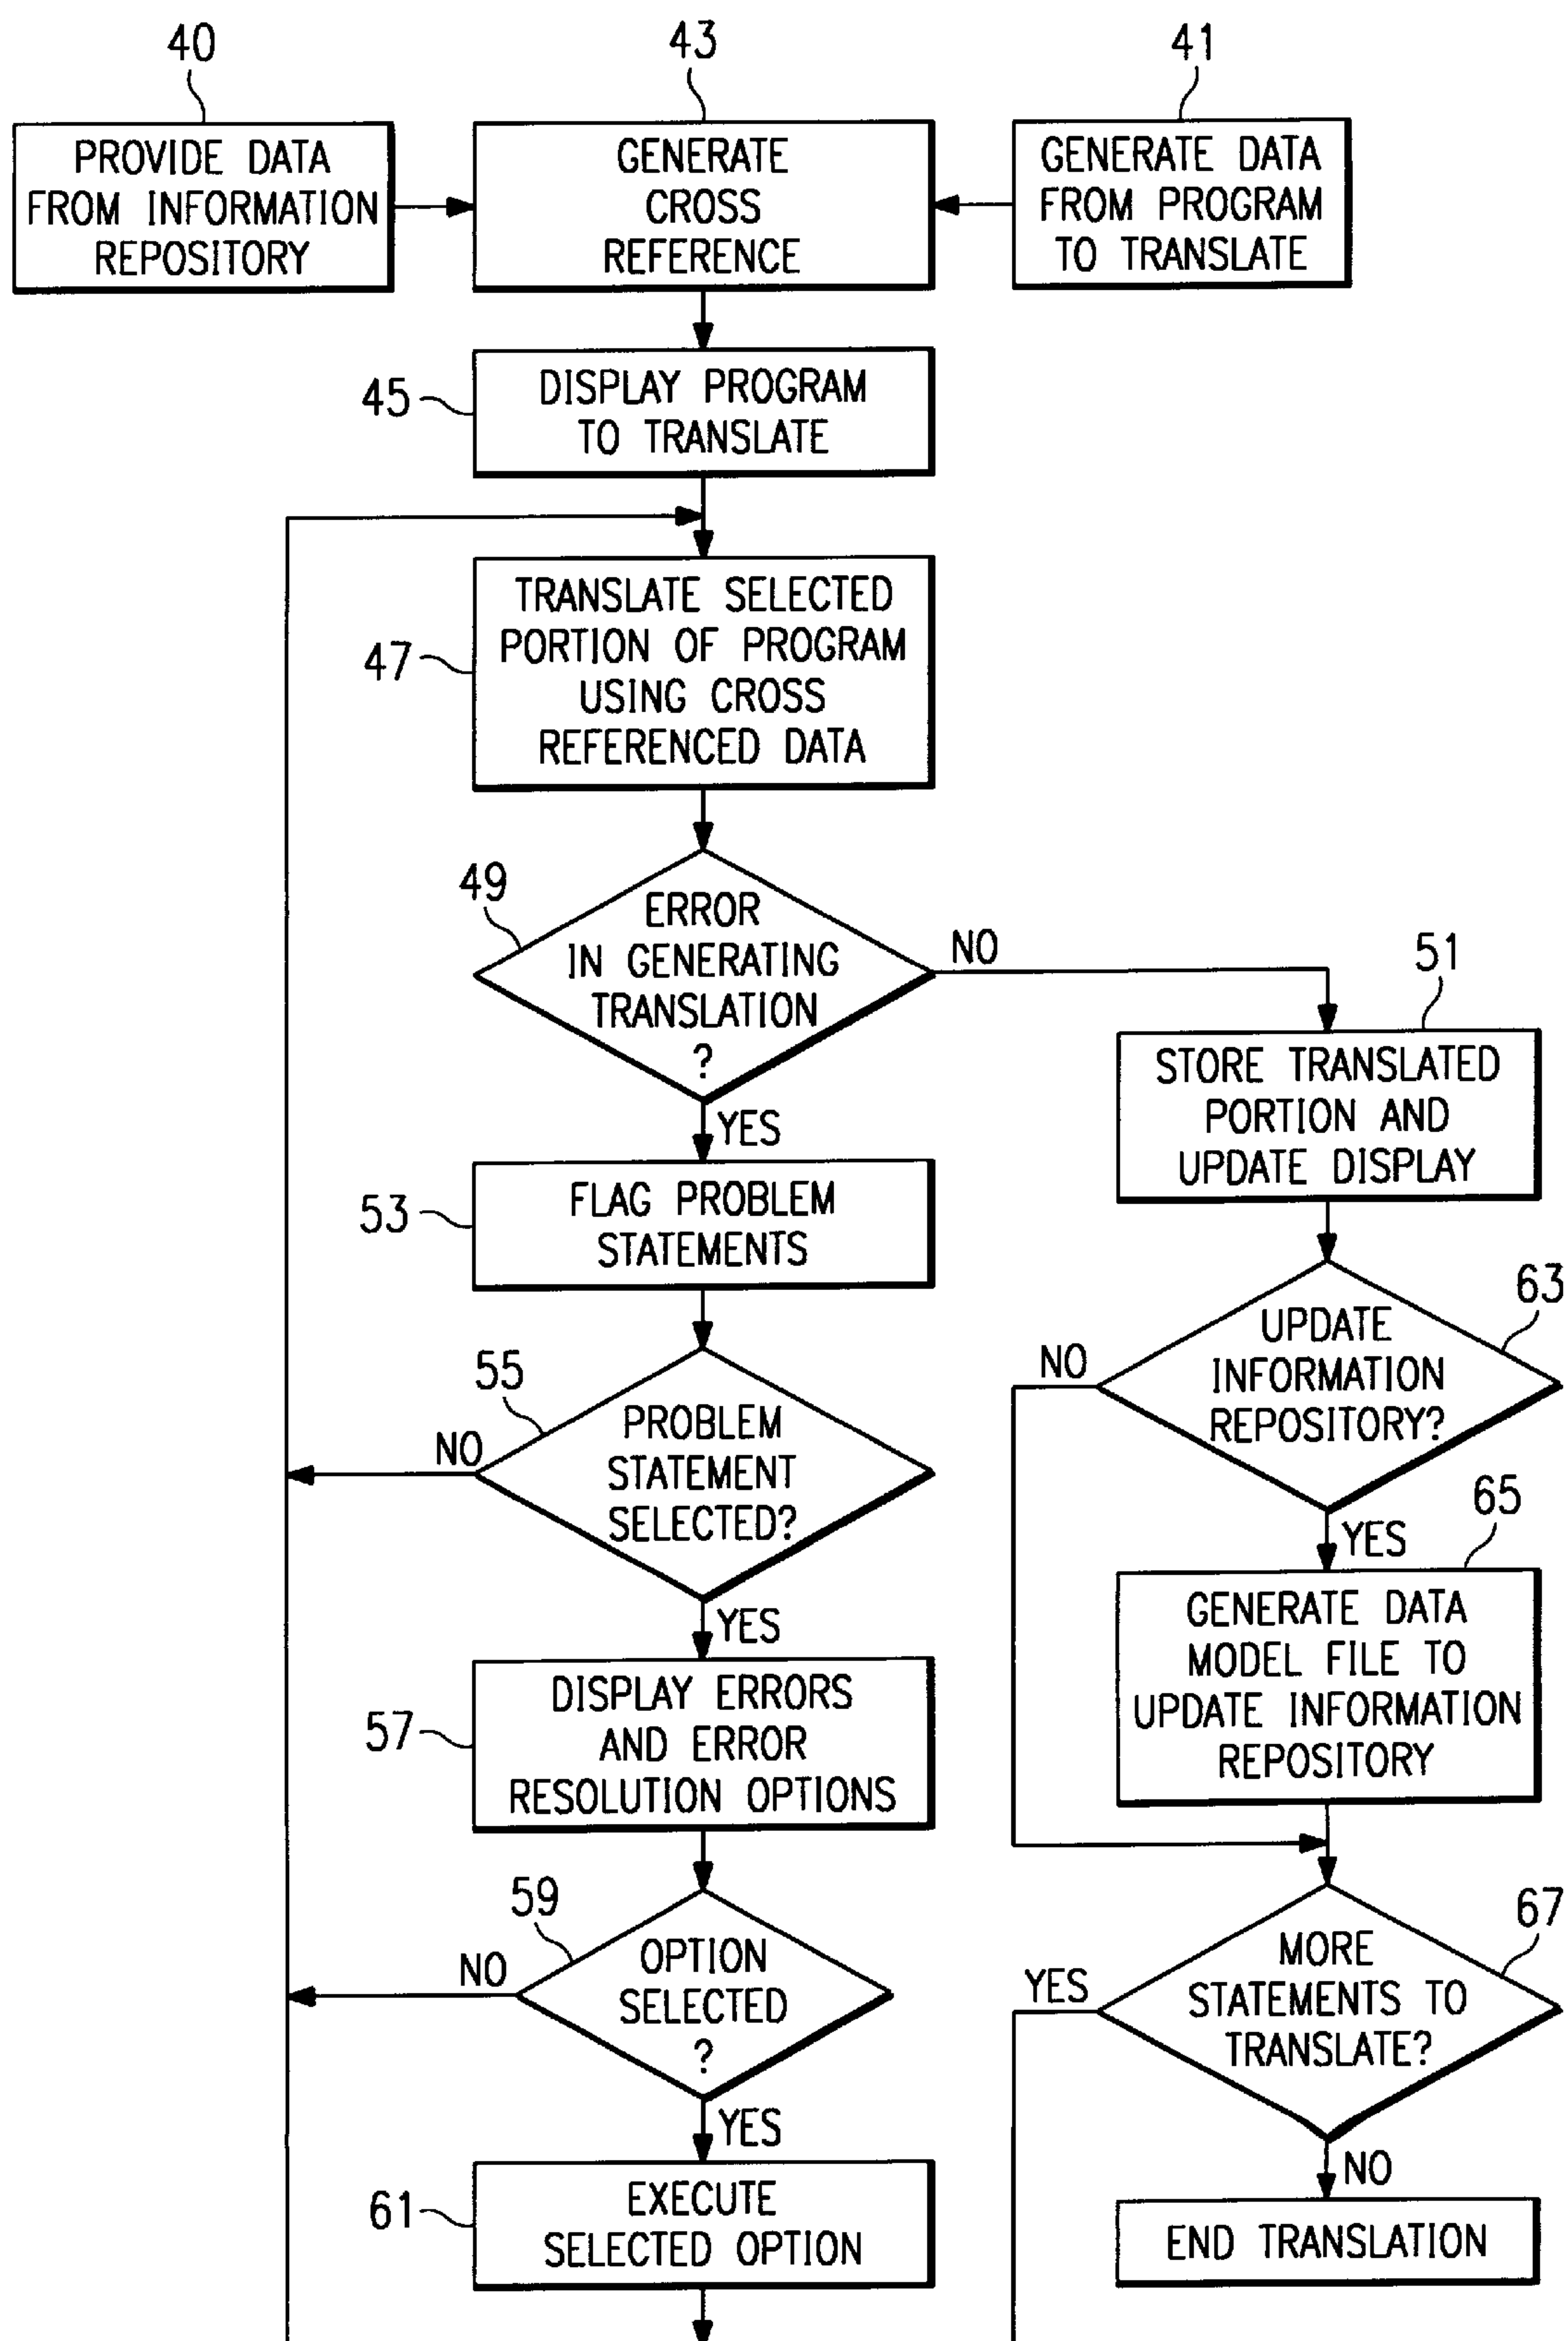 40
43
41
PROVIDE DATA
FROM INFORMATION
REPOSITORY
GENERATE
CROSS
REFERENCE
GENERATE DATA
FROM PROGRAM
TO TRANSLATE
45
DISPLAY PROGRAM
TO TRANSLATE
47
TRANSLATE SELECTED
PORTION OF PROGRAM
USING CROSS
REFERENCED DATA
49
ERROR
IN GENERATING
TRANSLATION
?
NO
YES
51
STORE TRANSLATED
PORTION AND
UPDATE DISPLAY
53
FLAG PROBLEM
STATEMENTS
63
UPDATE
INFORMATION
REPOSITORY?
NO
YES
55
PROBLEM
STATEMENT
SELECTED?
NO
YES
65
GENERATE DATA
MODEL FILE TO
UPDATE INFORMATION
REPOSITORY
57
DISPLAY ERRORS
AND ERROR
RESOLUTION OPTIONS
59
OPTION
SELECTED
?
NO
YES
67
MORE
STATEMENTS TO
TRANSLATE?
YES
NO
61
EXECUTE
SELECTED OPTION
END TRANSLATION